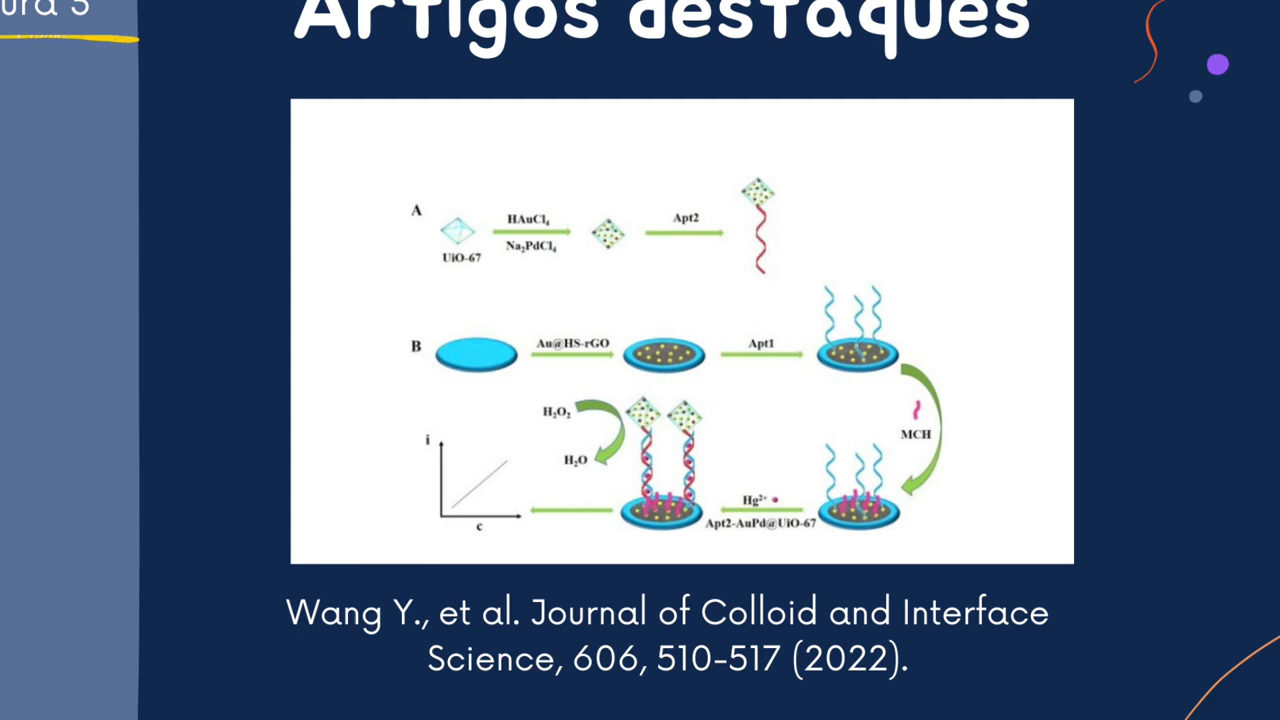 ura 3
Artigos destaques
A
HAuCl₄
Na₂PdCl₄
Apt2
UiO-67
B
Au@HS-rGO
Apt1
H₂O₂
H₂O
MCH
i
c
Hg²⁺
Apt2-AuPd@UiO-67
Wang Y., et al. Journal of Colloid and Interface
Science, 606, 510-517 (2022).